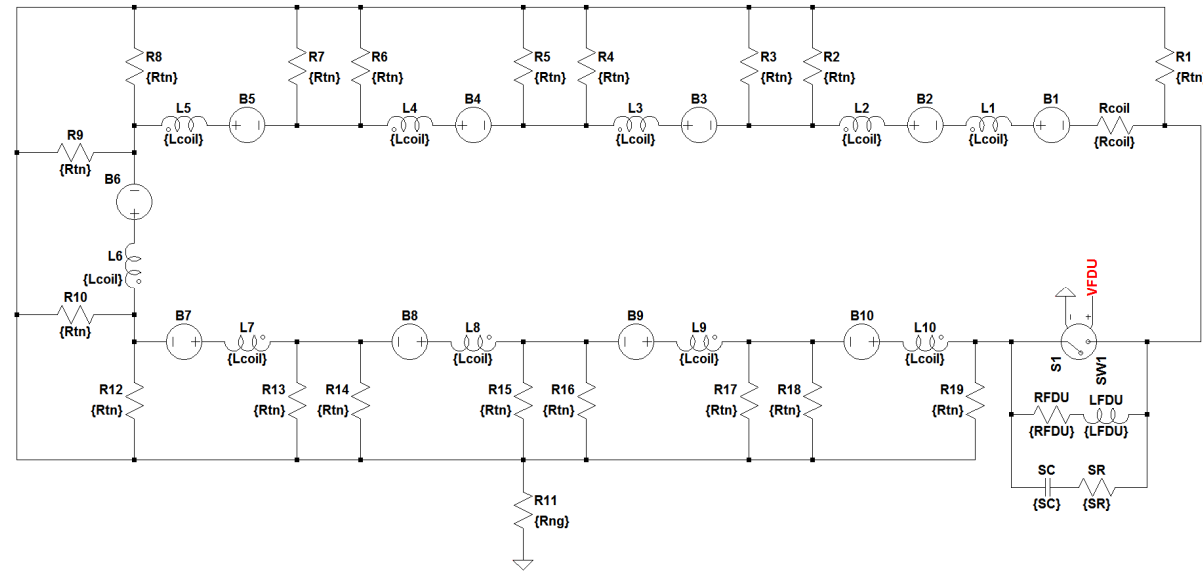 R8
{Rtn}
R7
{Rtn}
R6
{Rtn}
R5
{Rtn}
R4
{Rtn}
R3
{Rtn}
R2
{Rtn}
R1
{Rtn}
L5
{Lcoil}
B5
L4
{Lcoil}
B4
L3
{Lcoil}
B3
L2
{Lcoil}
B2
L1
{Lcoil}
B1
Rcoil
{Rcoil}
R9
{Rtn}
B6
L6
{Lcoil}
R10
{Rtn}
B7
L7
{Lcoil}
B8
L8
{Lcoil}
B9
L9
{Lcoil}
B10
L10
{Lcoil}
VFDU
S1
SW1
R12
{Rtn}
R13
{Rtn}
R14
{Rtn}
R15
{Rtn}
R16
{Rtn}
R17
{Rtn}
R18
{Rtn}
R19
{Rtn}
RFDU
{RFDU}
LFDU
{LFDU}
SC
{SC}
SR
{SR}
R11
{Rng}